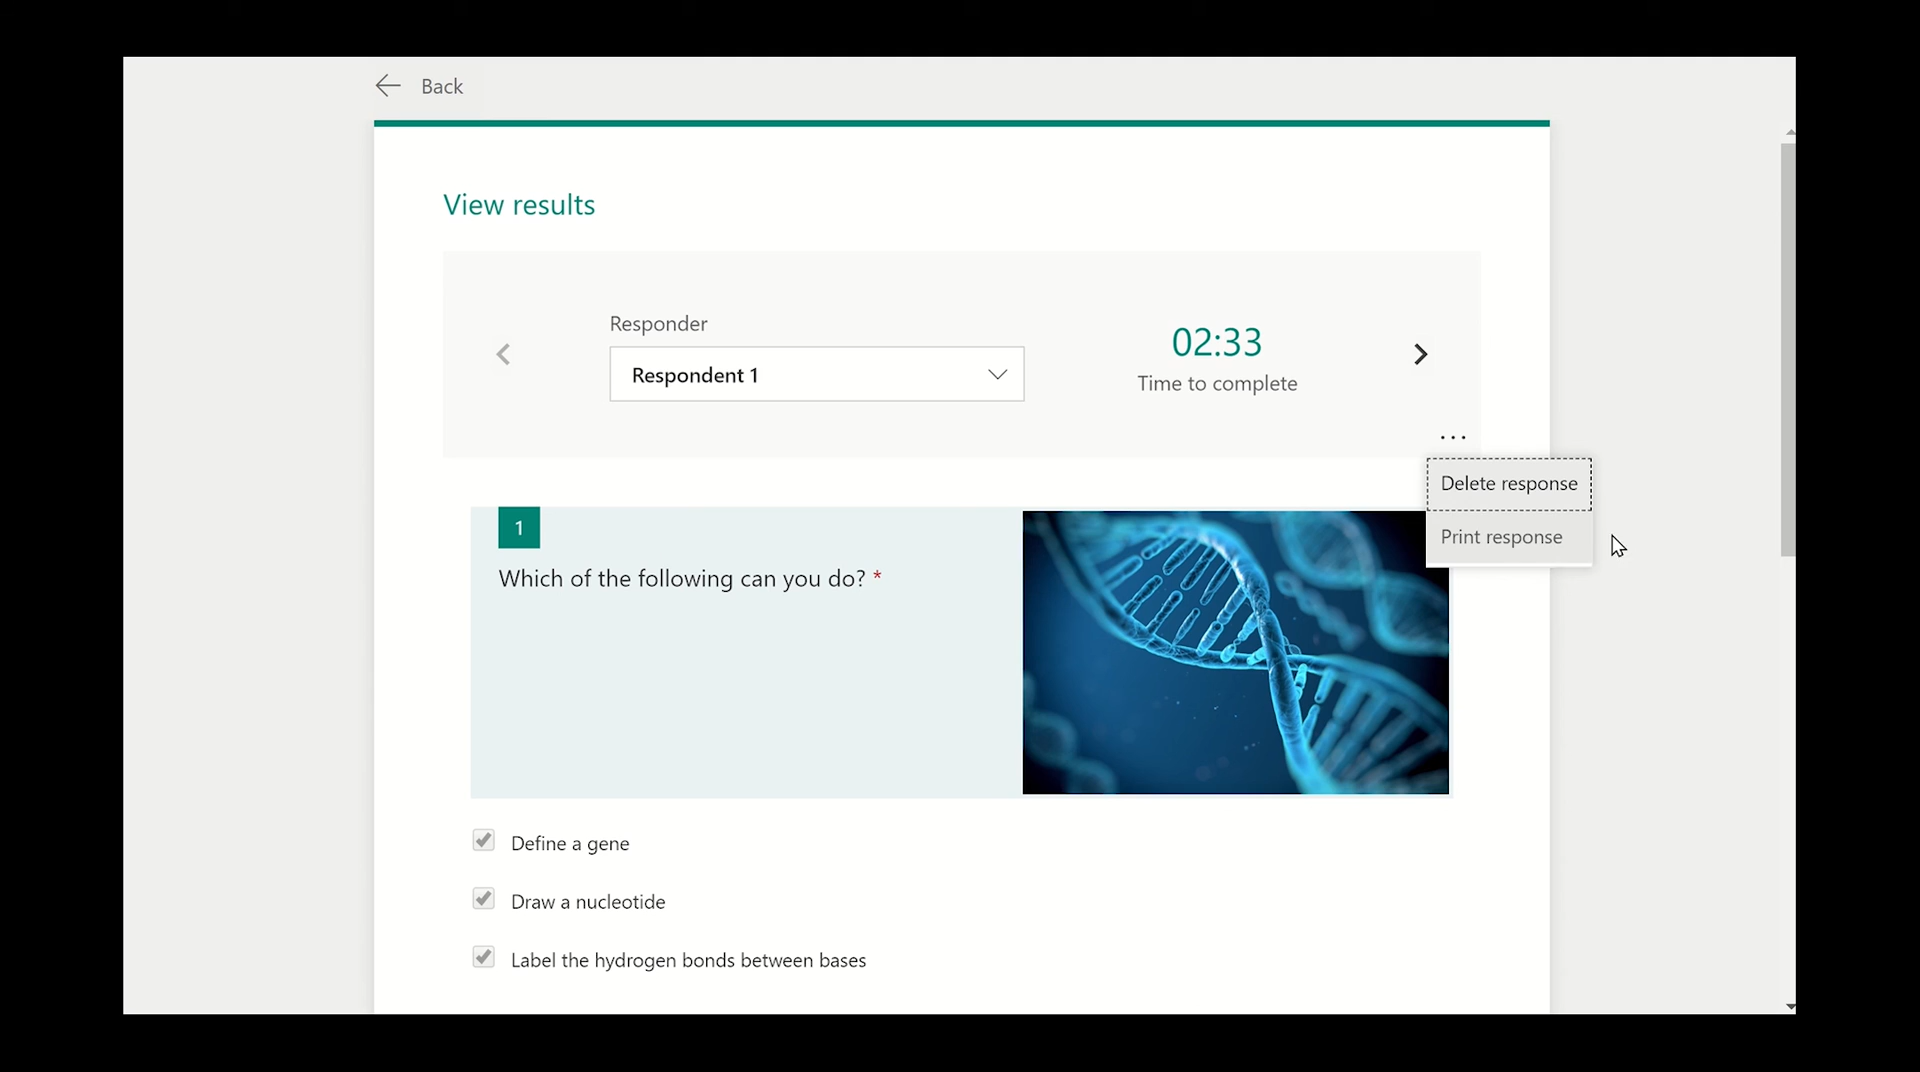 Back
View results
Responder
Respondent 1
02:33
Time to complete
...
Delete response
Print response
1
Which of the following can you do? *
Define a gene
Draw a nucleotide
Label the hydrogen bonds between bases